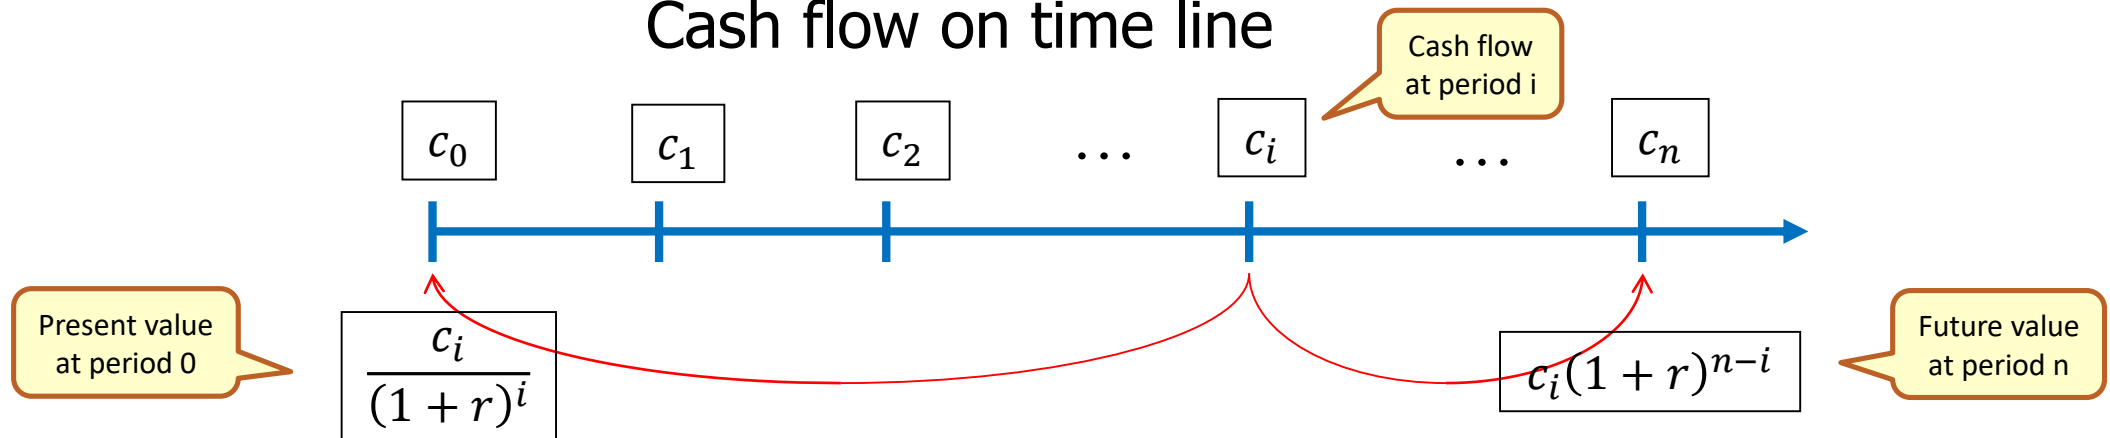 Cash flow on time line
Cash flow
at period i
c₀ c₁ c₂ … cᵢ … cₙ
Present value
at period 0
cᵢ
(1 + r)ⁱ
cᵢ(1 + r)ⁿ⁻ⁱ
Future value
at period n